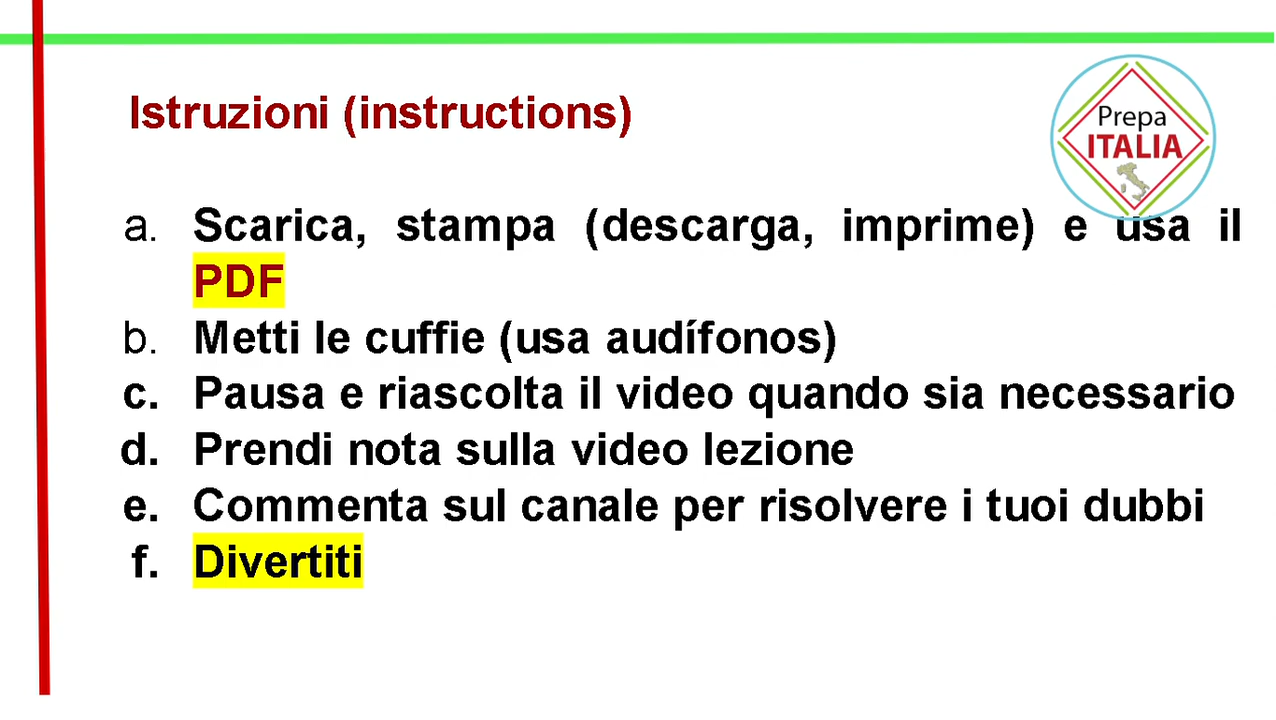 Istruzioni (instructions)
Prepa
ITALIA
a. Scarica, stampa (descarga, imprime) e usa il
PDF
b. Metti le cuffie (usa audífonos)
c. Pausa e riascolta il video quando sia necessario
d. Prendi nota sulla video lezione
e. Commenta sul canale per risolvere i tuoi dubbi
f. Divertiti